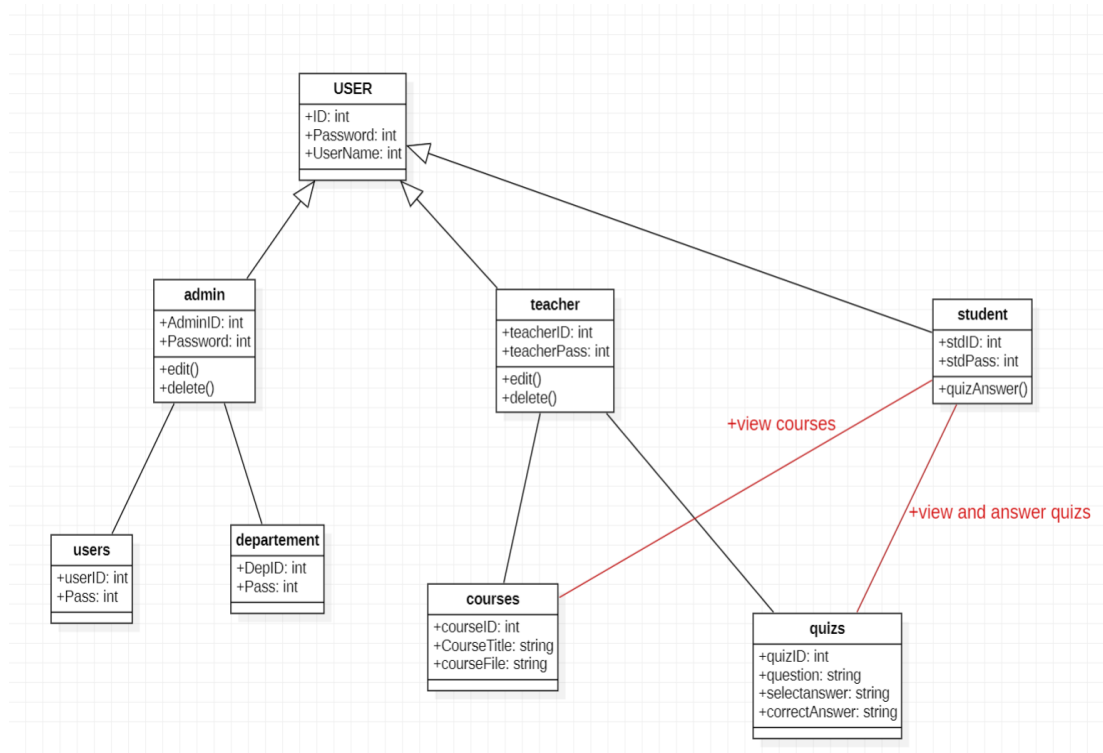 USER
+ID: int
+Password: int
+UserName: int
admin
+AdminID: int
+Password: int
+edit()
+delete()
teacher
+teacherID: int
+teacherPass: int
+edit()
+delete()
student
+stdID: int
+stdPass: int
+quizAnswer()
+view courses
+view and answer quizs
users
+userID: int
+Pass: int
departement
+DepID: int
+Pass: int
courses
+courseID: int
+CourseTitle: string
+courseFile: string
quizs
+quizID: int
+question: string
+selectanswer: string
+correctAnswer: string